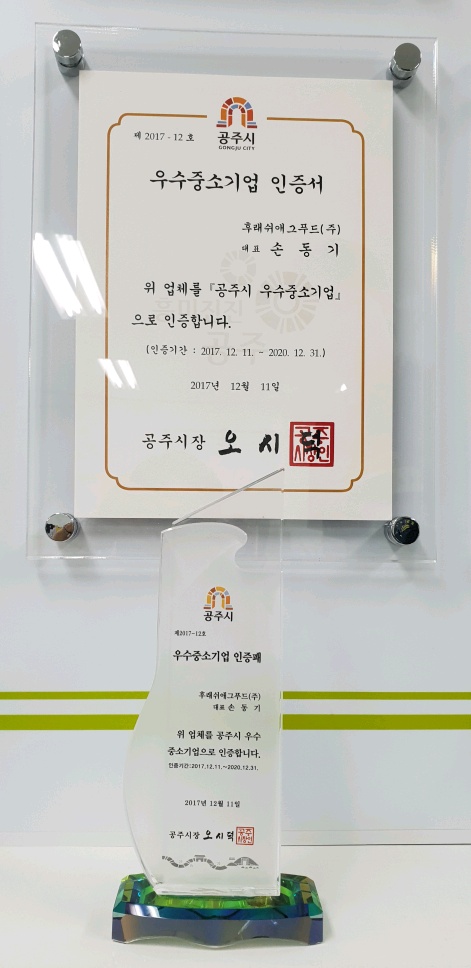 제 2017 - 12 호
공주시
GONGJU CITY
우수중소기업 인증서
후래쉬애그푸드(주)
대표 손 동 기
위 업체를 『공주시 우수중소기업』
으로 인증합니다.
(인증기간 : 2017. 12. 11. - 2020. 12. 31.)
2017년 12월 11일
공주시장 오 시 덕
공주시
제2017-12호
우수중소기업 인증패
후래쉬애그푸드(주)
대표 손 동 기
위 업체를 공주시 우수
중소기업으로 인증합니다.
인증기간:2017.12.11.~2020.12.31.
2017년 12월 11일
공주시장 오 시 덕